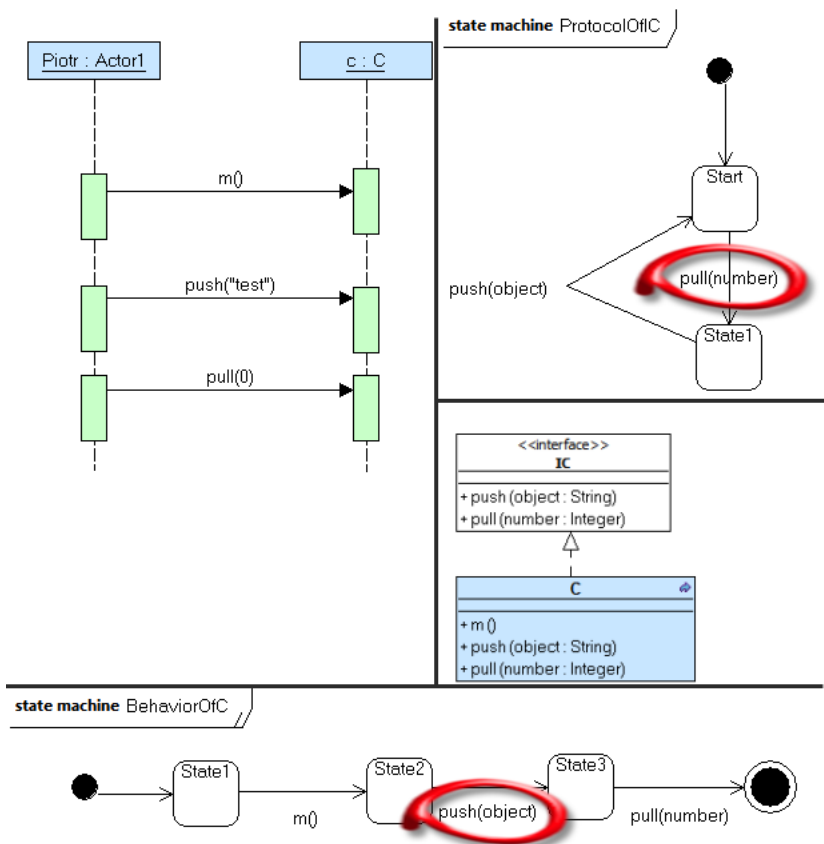 Piotr : Actor1
c : C
m()
push("test")
pull(0)
state machine ProtocolOfIC
Start
pull(number)
push(object)
State1
<<interface>>
IC
+ push (object : String)
+ pull (number : Integer)
C
+ m ()
+ push (object : String)
+ pull (number : Integer)
state machine BehaviorOfC
State1
m()
State2
push(object)
State3
pull(number)